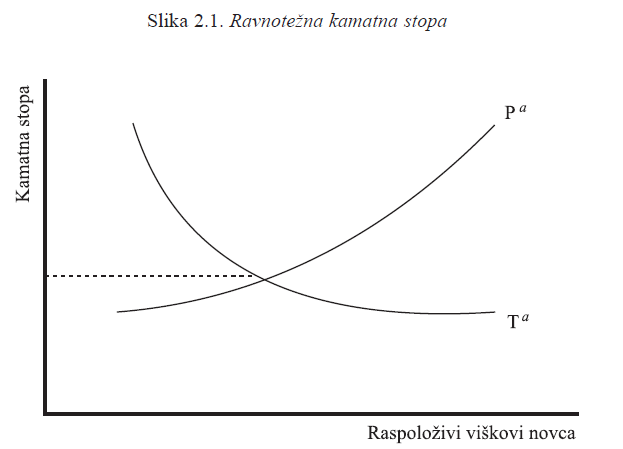 Slika 2.1. Ravnotežna kamatna stopa
Kamatna stopa
P a
T a
Raspoloživi viškovi novca